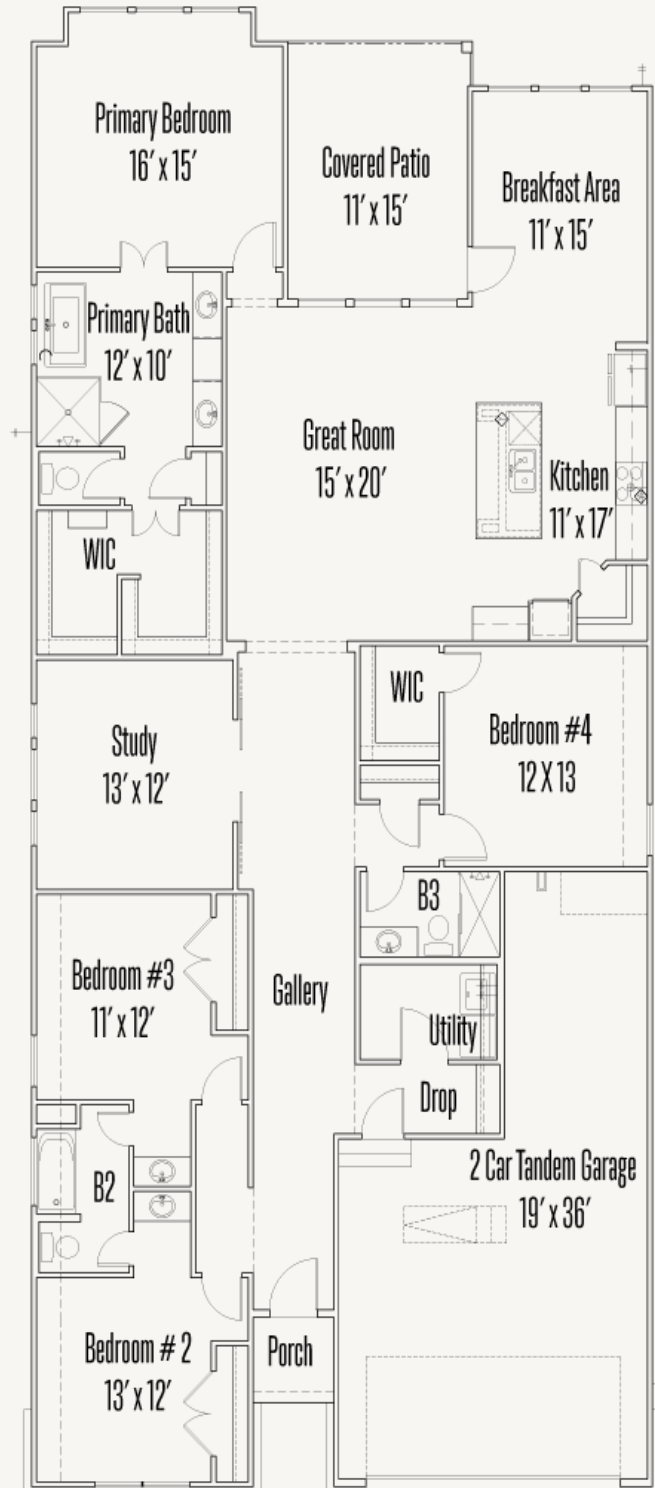 Primary Bedroom
16' x 15'
Covered Patio
11' x 15'
Breakfast Area
11' x 15'
Primary Bath
12' x 10'
Great Room
15' x 20'
Kitchen
11' x 17'
WIC
WIC
Study
13' x 12'
Bedroom #4
12 X 13
B3
Bedroom #3
11' x 12'
Gallery
Utility
Drop
B2
2 Car Tandem Garage
19' x 36'
Bedroom # 2
13' x 12'
Porch